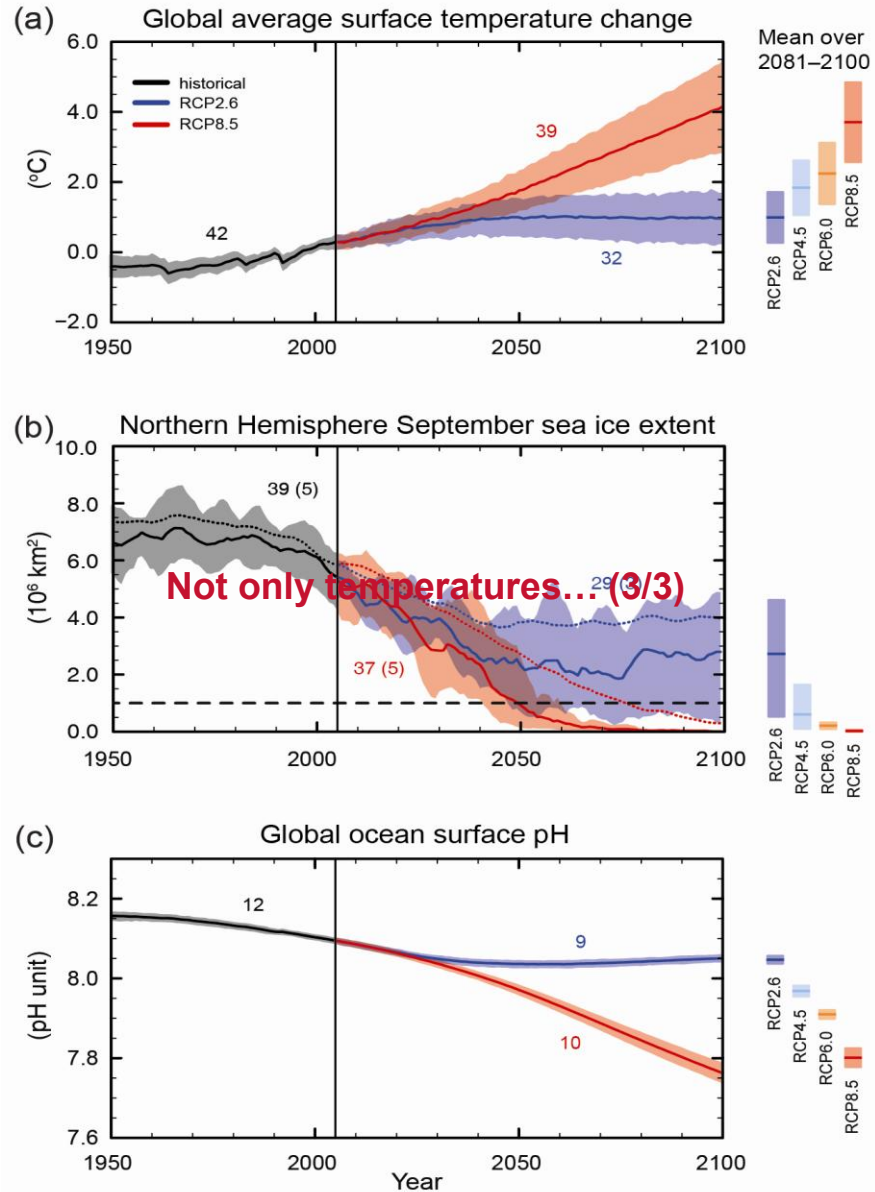 (a) Global average surface temperature change
Mean over
2081–2100
6.0
4.0
2.0
0.0
−2.0
(°C)
historical
RCP2.6
RCP8.5
42
39
32
1950 2000 2050 2100
RCP2.6
RCP4.5
RCP6.0
RCP8.5
(b) Northern Hemisphere September sea ice extent
10.0
8.0
6.0
4.0
2.0
0.0
(10⁶ km²)
39 (5)
Not only temperatures… (3/3)
29 (3)
37 (5)
1950 2000 2050 2100
RCP2.6
RCP4.5
RCP6.0
RCP8.5
(c) Global ocean surface pH
8.2
8.0
7.8
7.6
(pH unit)
12
9
10
1950 2000 2050 2100
Year
RCP2.6
RCP4.5
RCP6.0
RCP8.5